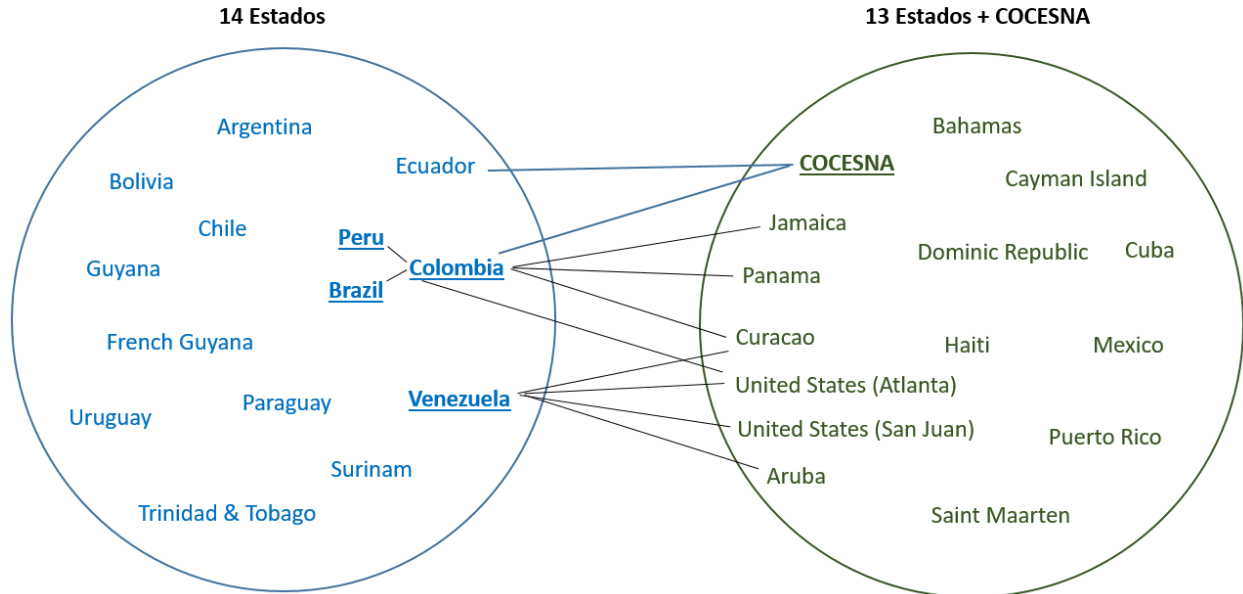 14 Estados
Argentina
Ecuador
Bolivia
Chile
Peru
Guyana
Colombia
Brazil
French Guyana
Paraguay
Venezuela
Uruguay
Surinam
Trinidad & Tobago
13 Estados + COCESNA
Bahamas
COCESNA
Cayman Island
Jamaica
Dominic Republic
Cuba
Panama
Curacao
Haiti
Mexico
United States (Atlanta)
United States (San Juan)
Puerto Rico
Aruba
Saint Maarten